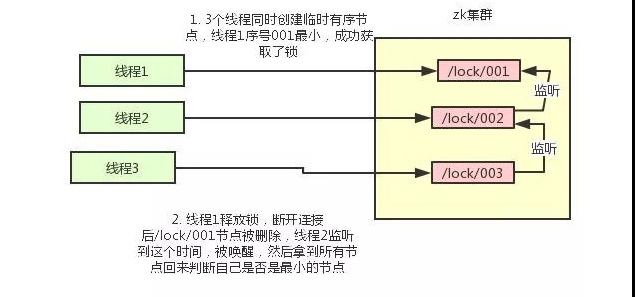 1. 3个线程同时创建临时有序节
点，线程1序号001最小，成功获
取了锁
zk集群
线程1
/lock/001
监听
线程2
/lock/002
监听
线程3
/lock/003
2. 线程1释放锁，断开连接
后/lock/001节点被删除，线程2监听
到这个时间，被唤醒，然后拿到所有节
点回来判断自己是否是最小的节点